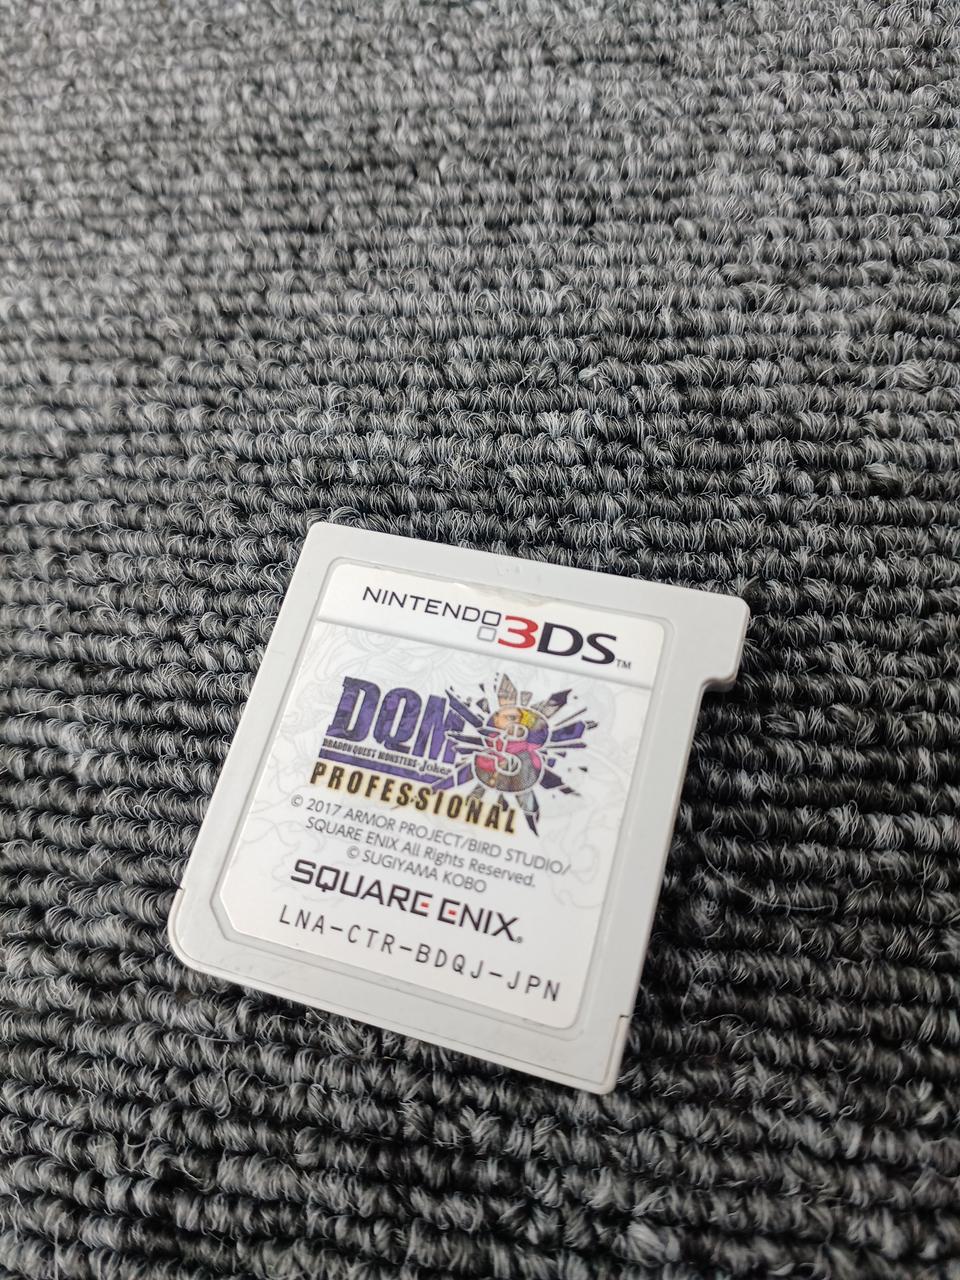 NINTENDO 3DS™
DQM
DRAGON QUEST MONSTERS Joker
3
PROFESSIONAL
© 2017 ARMOR PROJECT/BIRD STUDIO/
SQUARE ENIX All Rights Reserved.
© SUGIYAMA KOBO
SQUARE ENIX®
LNA-CTR-BDQJ-JPN